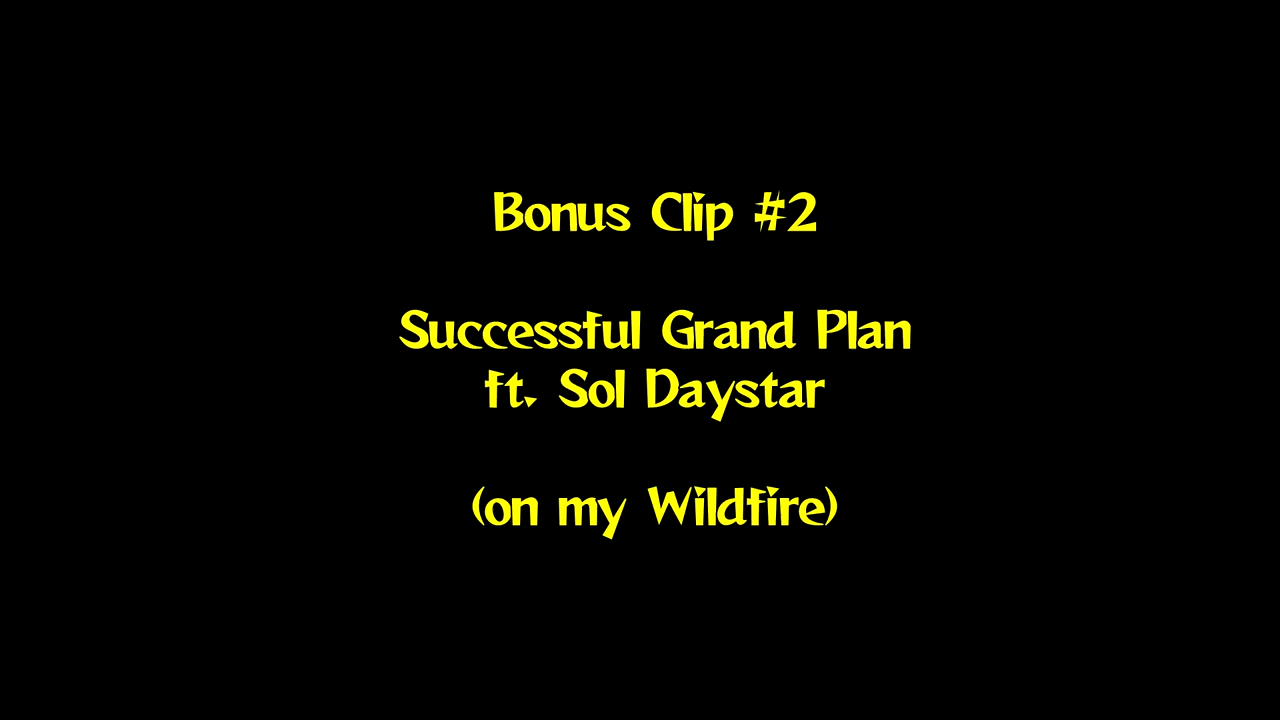 Bonus Clip #2
Successful Grand Plan
ft. Sol Daystar
(on my Wildfire)